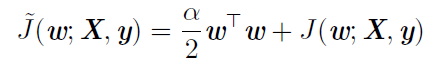 J̃(w; X, y) = α/2 w⊤w + J(w; X, y)